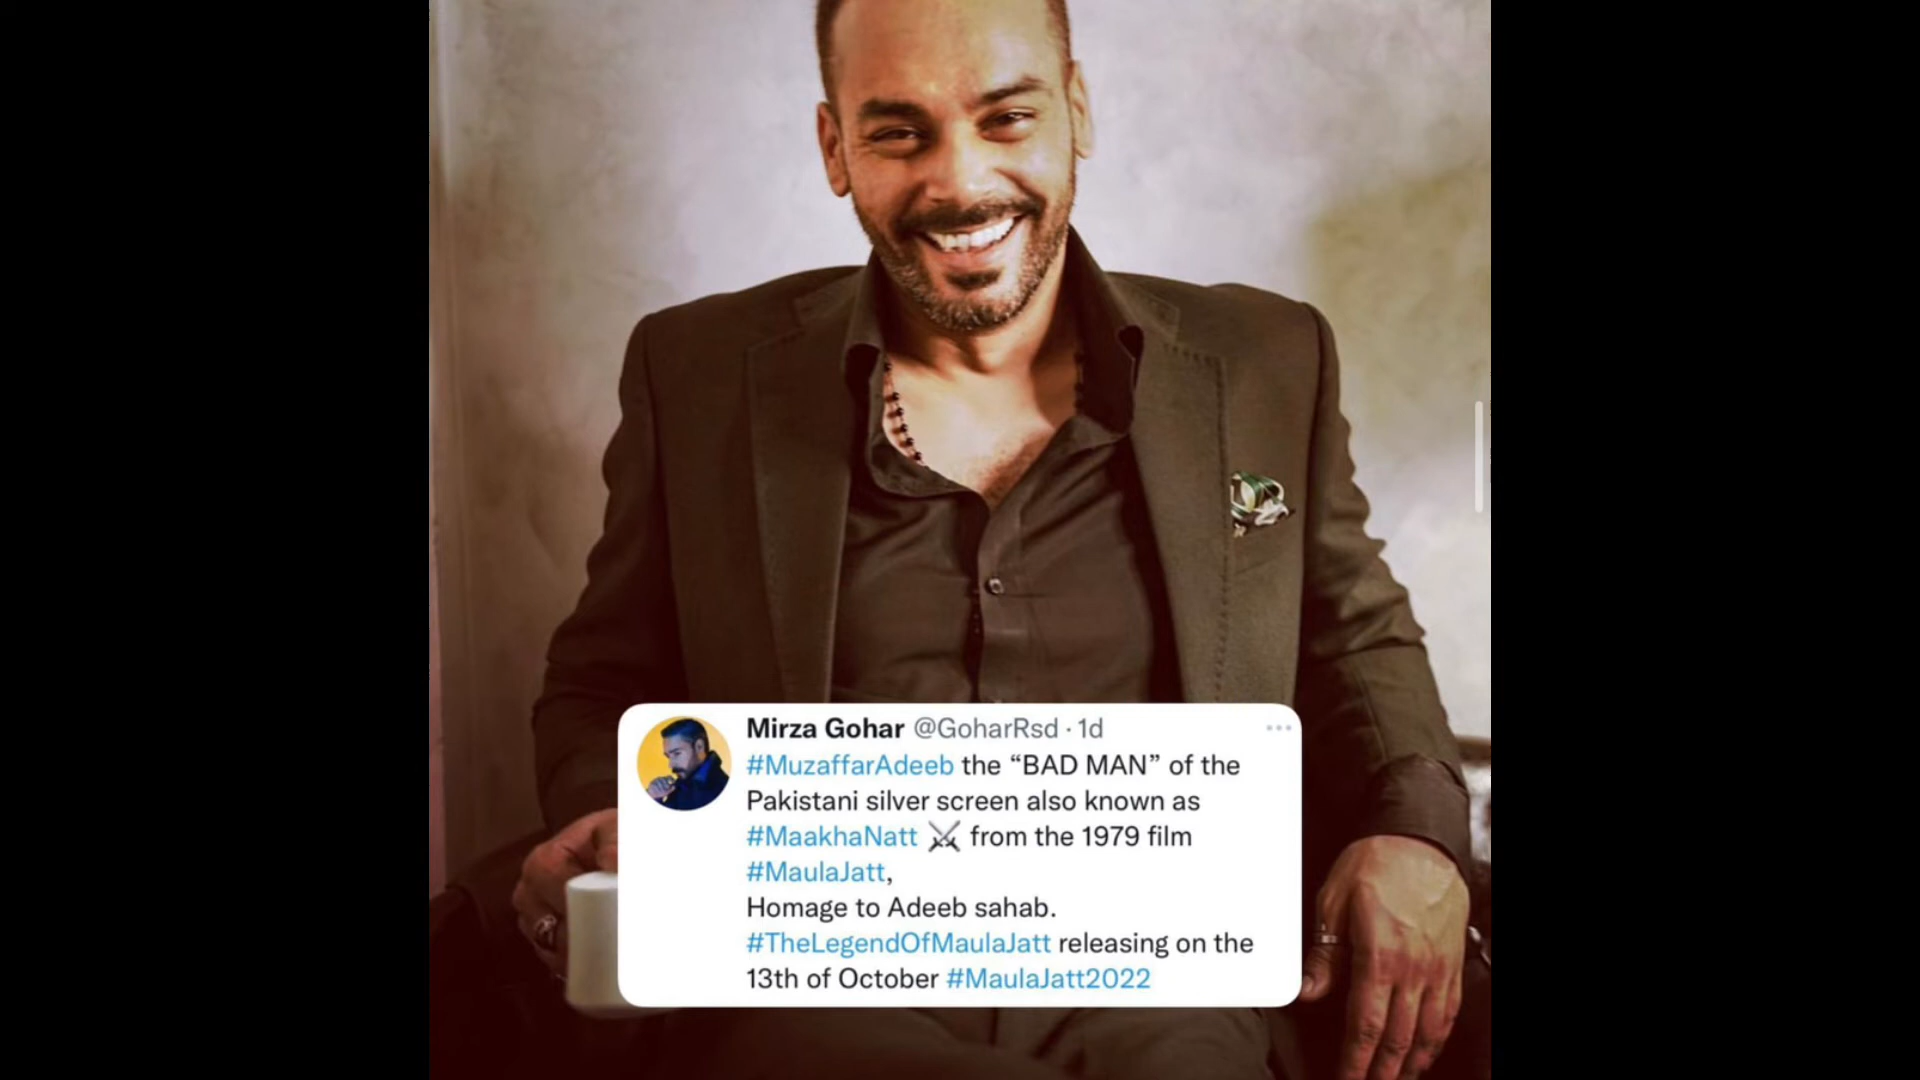 Mirza Gohar @GoharRsd · 1d
#MuzaffarAdeeb the “BAD MAN” of the
Pakistani silver screen also known as
#MaakhaNatt ⚔️ from the 1979 film
#MaulaJatt,
Homage to Adeeb sahab.
#TheLegendOfMaulaJatt releasing on the
13th of October #MaulaJatt2022